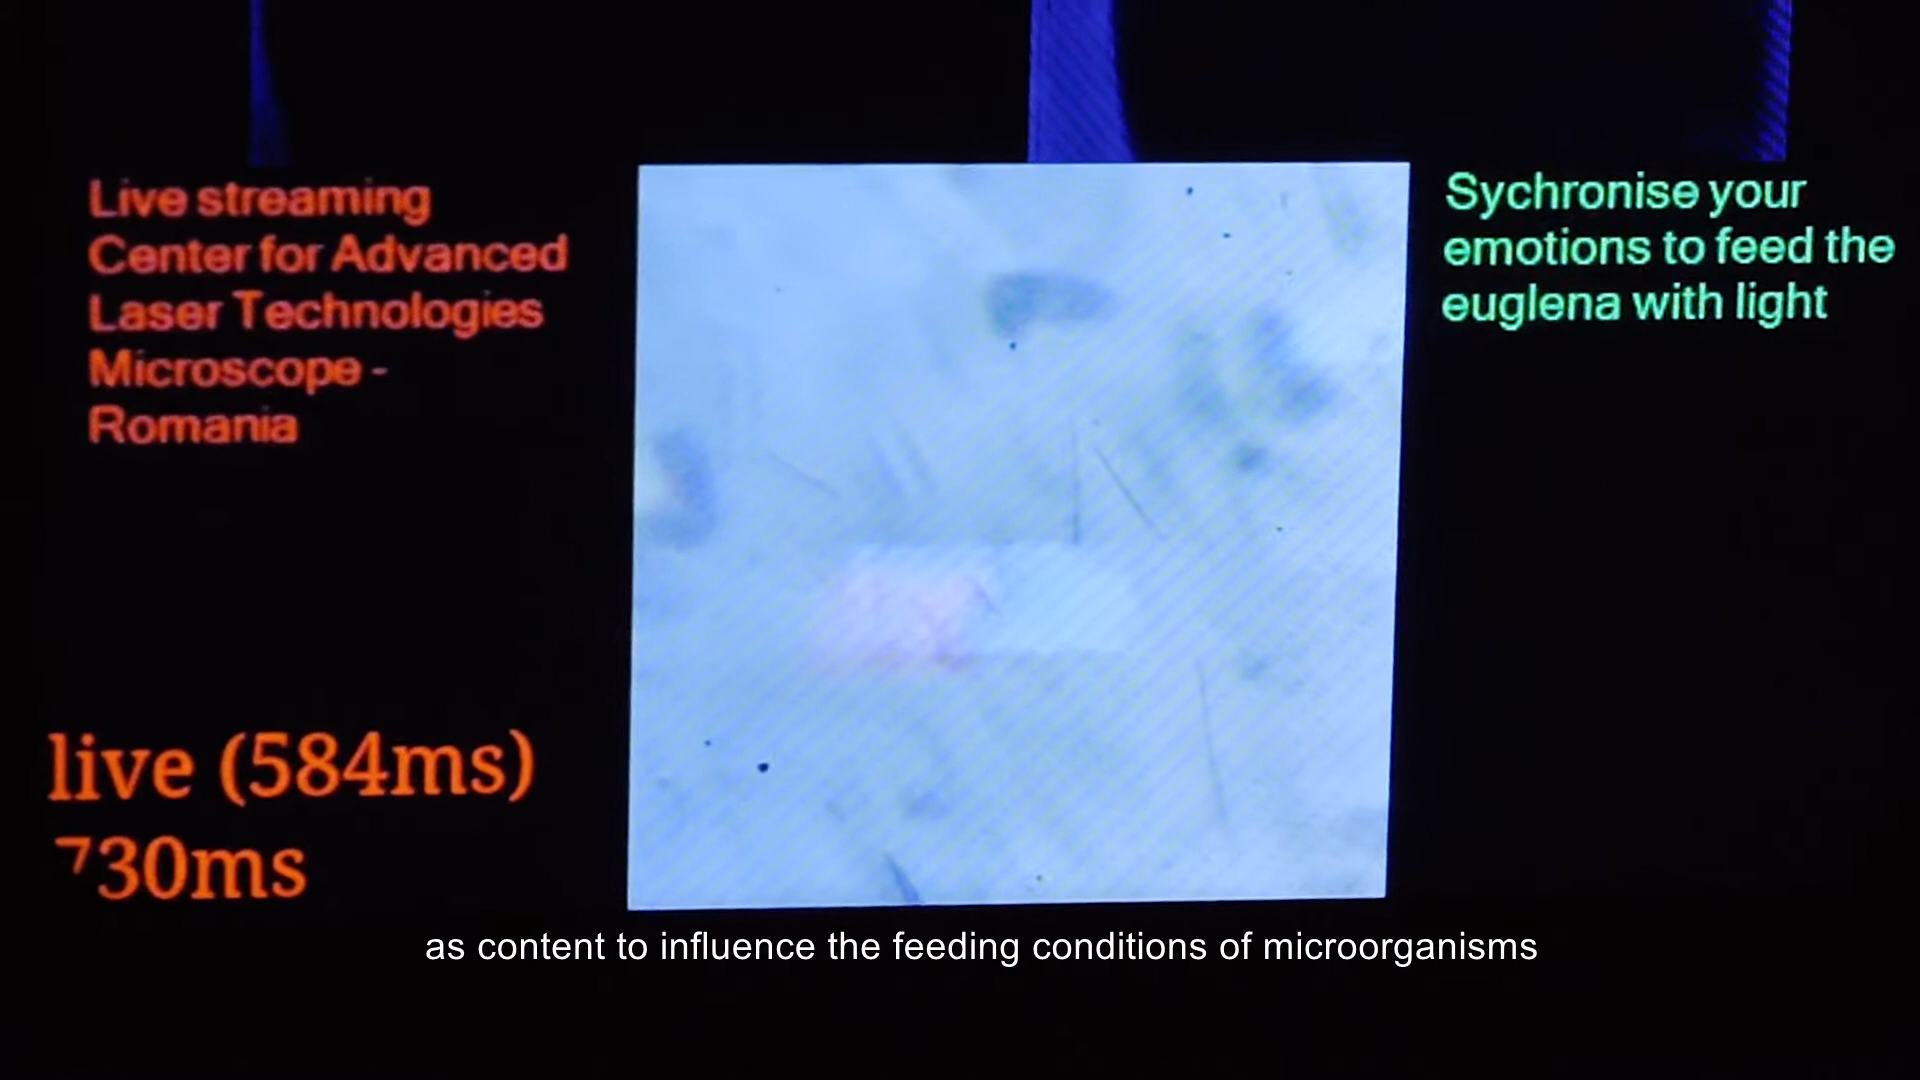 Live streaming
Center for Advanced
Laser Technologies
Microscope -
Romania
Sychronise your
emotions to feed the
euglena with light
live (584ms)
730ms
as content to influence the feeding conditions of microorganisms